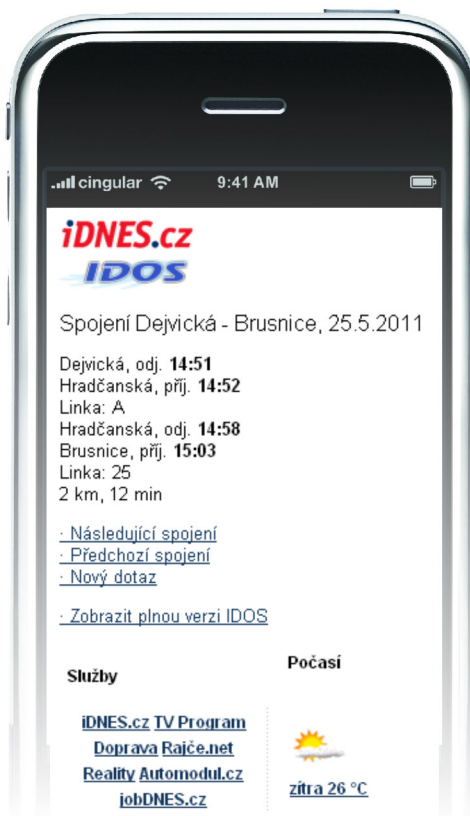 cingular 9:41 AM
iDNES.cz
IDOS
Spojení Dejvická - Brusnice, 25.5.2011
Dejvická, odj. 14:51
Hradčanská, příj. 14:52
Linka: A
Hradčanská, odj. 14:58
Brusnice, příj. 15:03
Linka: 25
2 km, 12 min
· Následující spojení
· Předchozí spojení
· Nový dotaz
· Zobrazit plnou verzi IDOS
Služby
iDNES.cz TV Program
Doprava Rajče.net
Reality Automodul.cz
jobDNES.cz
Počasí
zítra 26 °C